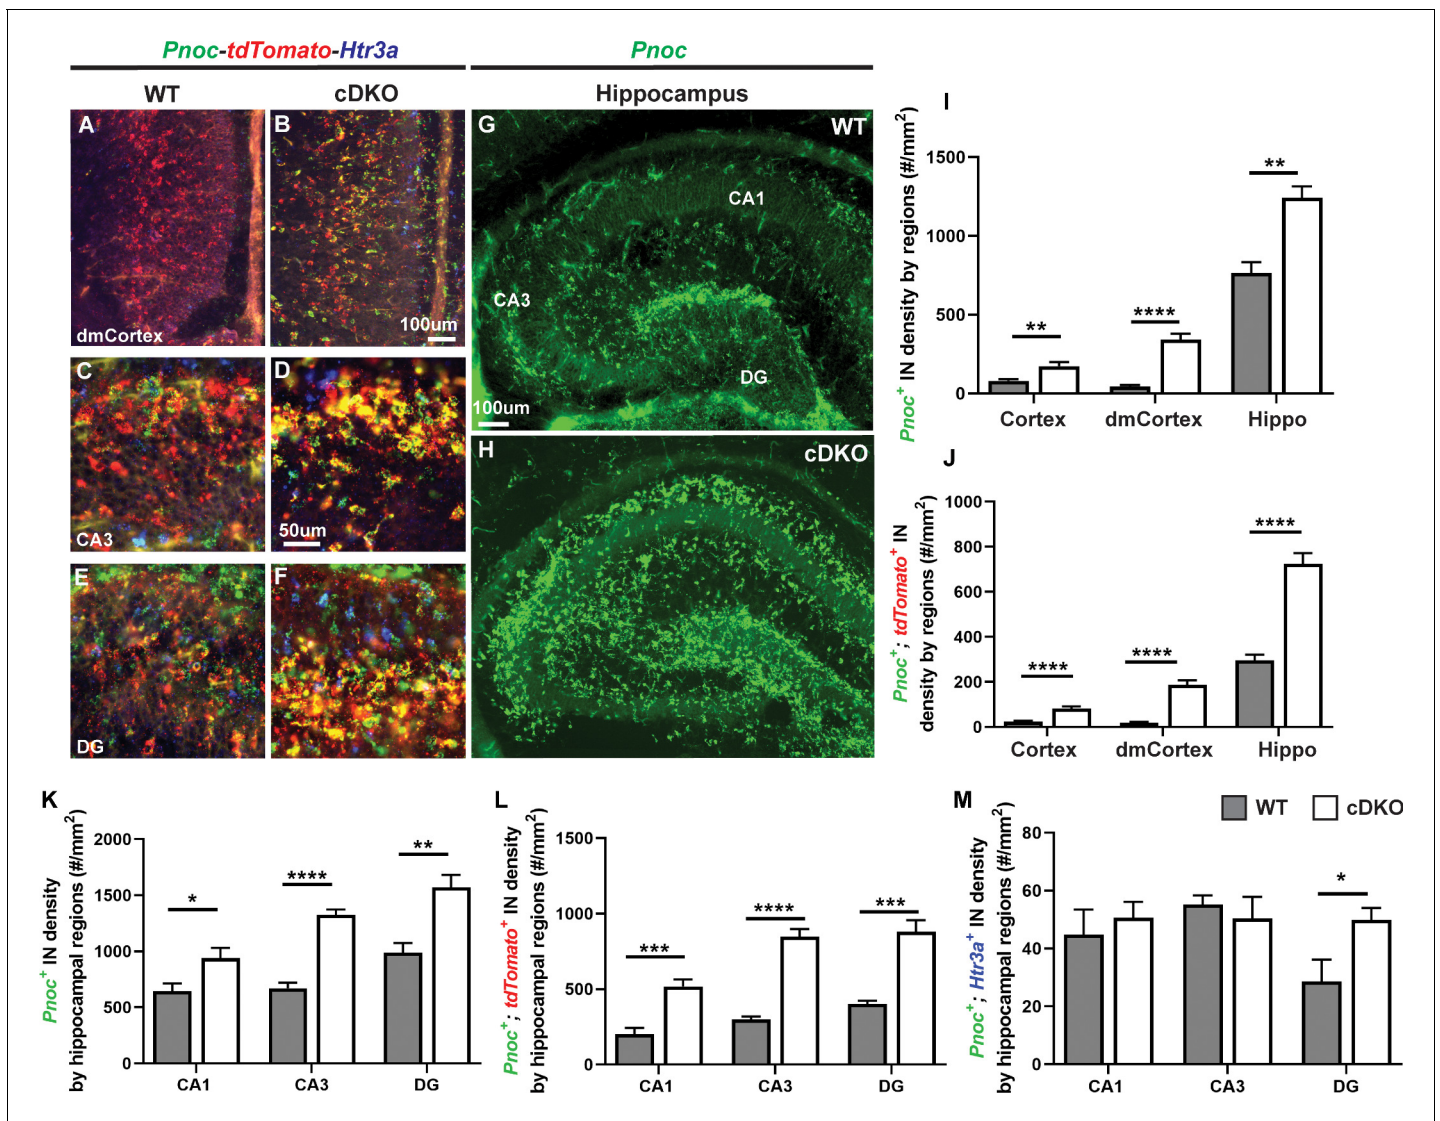 Pnoc-tdTomato-Htr3a
Pnoc
WT
cDKO
Hippocampus
A
dmCortex
B
100um
C
CA3
D
50um
E
DG
F
G
WT
CA1
CA3
DG
100um
H
cDKO
I
Pnoc+ IN density by regions (#/mm2)
1500
1000
500
0
**
****
**
Cortex
dmCortex
Hippo
J
Pnoc+; tdTomato+ IN
density by regions (#/mm2)
1000
800
600
400
200
0
****
****
****
Cortex
dmCortex
Hippo
K
Pnoc+ IN density
by hippocampal regions (#/mm2)
2000
1500
1000
500
0
*
****
**
CA1
CA3
DG
L
Pnoc+; tdTomato+ IN density
by hippocampal regions (#/mm2)
1500
1000
500
0
***
****
***
CA1
CA3
DG
M
WT
cDKO
Pnoc+; Htr3a+ IN density
by hippocampal regions (#/mm2)
80
60
40
20
0
*
CA1
CA3
DG